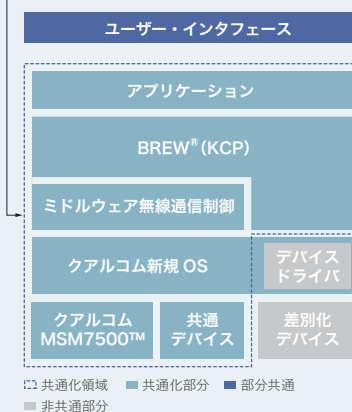 ユーザー・インタフェース
アプリケーション
BREW®(KCP)
ミドルウェア無線通信制御
クアルコム新規 OS
デバイス
ドライバ
クアルコム
MSM7500™
共通
デバイス
差別化
デバイス
共通化領域 共通化部分 部分共通
非共通部分